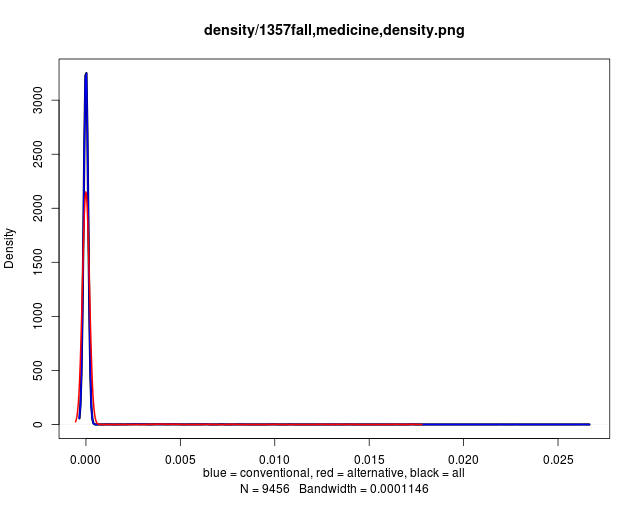 density/1357fall,medicine,density.png
Density
3000
2500
2000
1500
1000
500
0
0.000 0.005 0.010 0.015 0.020 0.025
blue = conventional, red = alternative, black = all
N = 9456 Bandwidth = 0.0001146